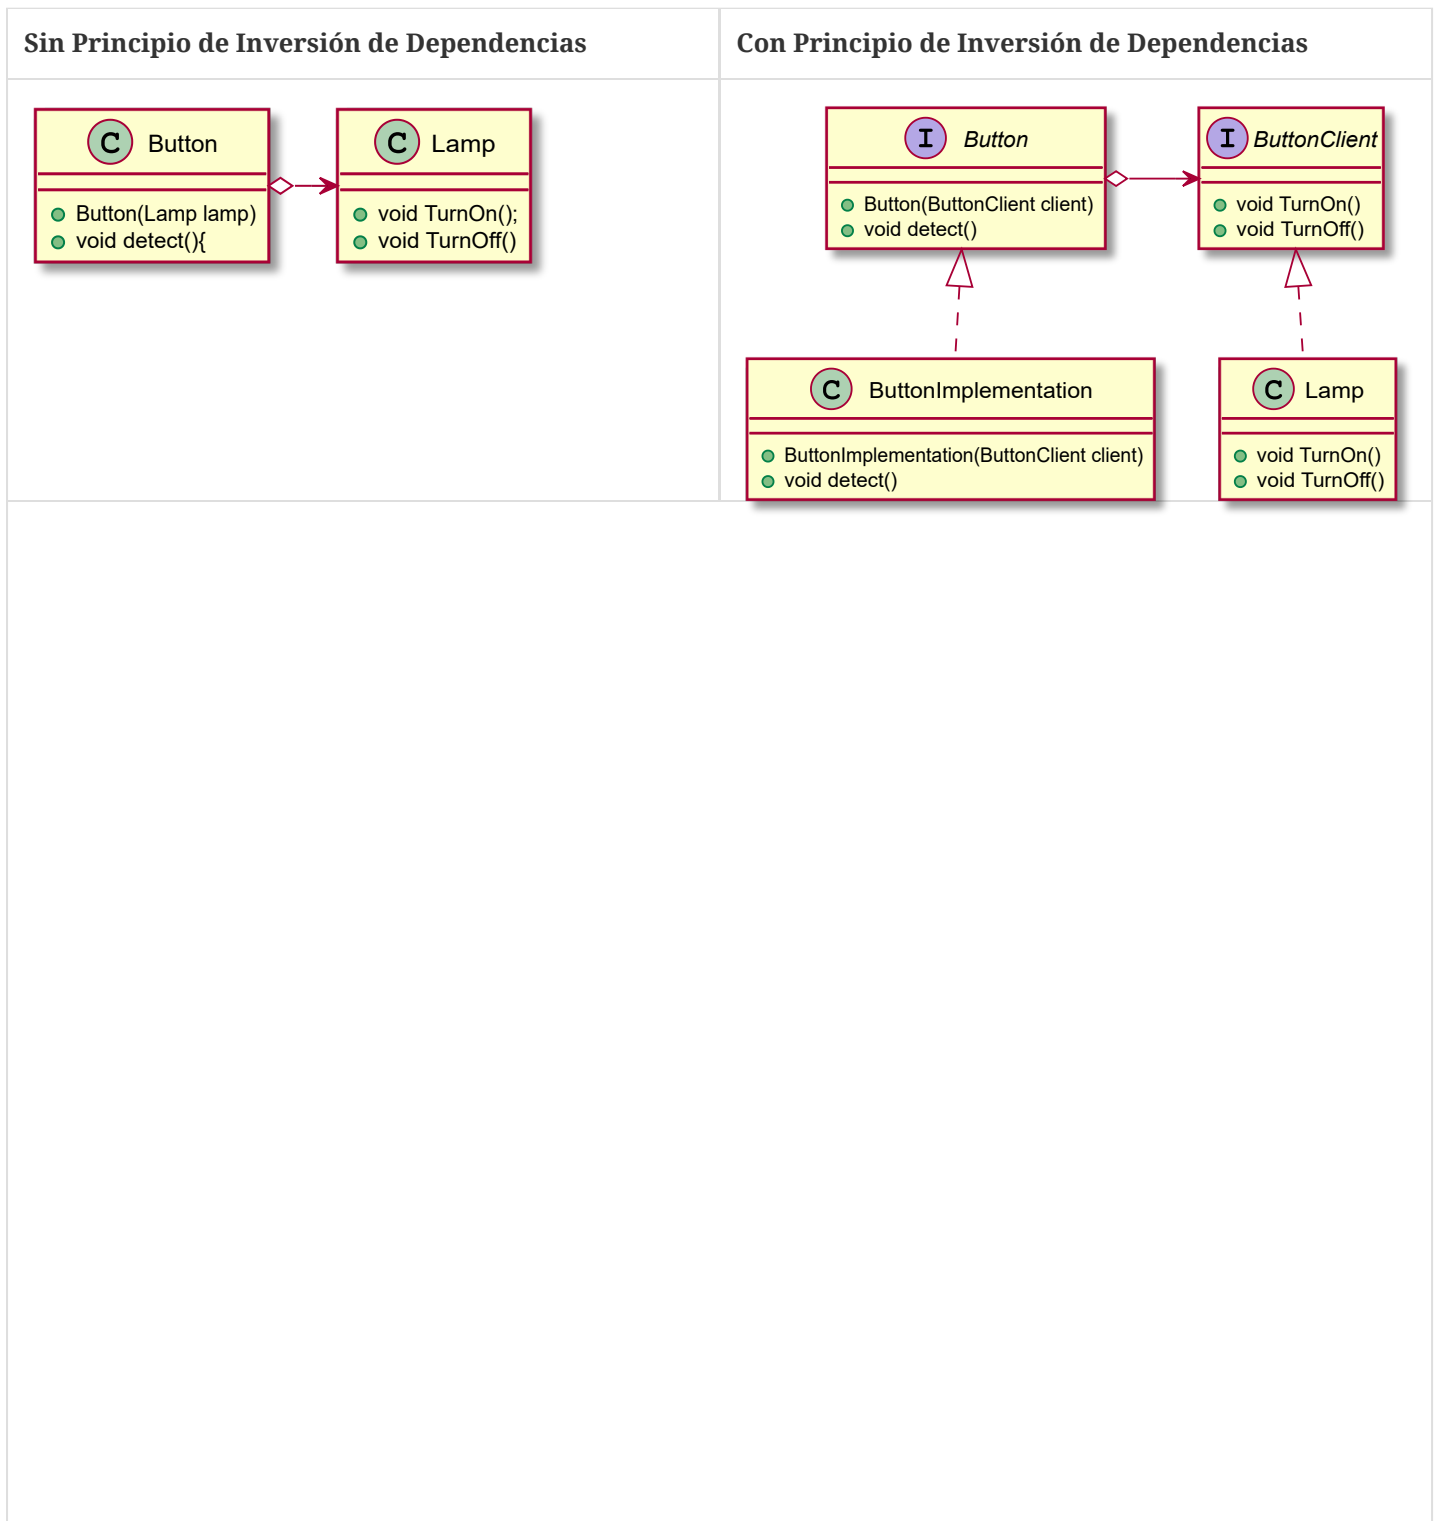 Sin Principio de Inversión de Dependencias
Con Principio de Inversión de Dependencias
C Button
Button(Lamp lamp)
void detect(){
C Lamp
void TurnOn();
void TurnOff()
I Button
Button(ButtonClient client)
void detect()
I ButtonClient
void TurnOn()
void TurnOff()
C ButtonImplementation
ButtonImplementation(ButtonClient client)
void detect()
C Lamp
void TurnOn()
void TurnOff()